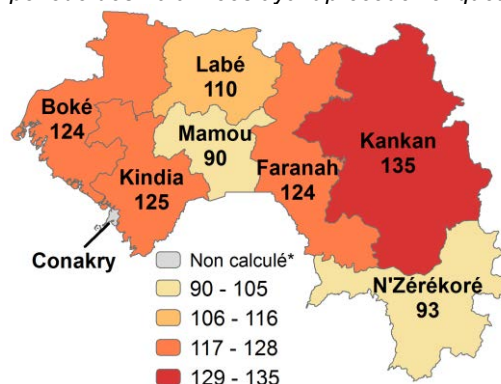 Labé
110
Boké
124
Mamou
90
Kankan
135
Kindia
125
Faranah
124
Conakry
N'Zérékoré
93
Non calculé*
90 - 105
106 - 116
117 - 128
129 - 135